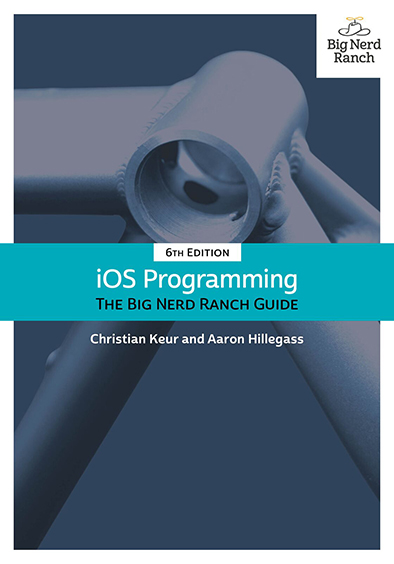 Big Nerd
Ranch
6TH EDITION
iOS Programming
THE BIG NERD RANCH GUIDE
Christian Keur and Aaron Hillegass